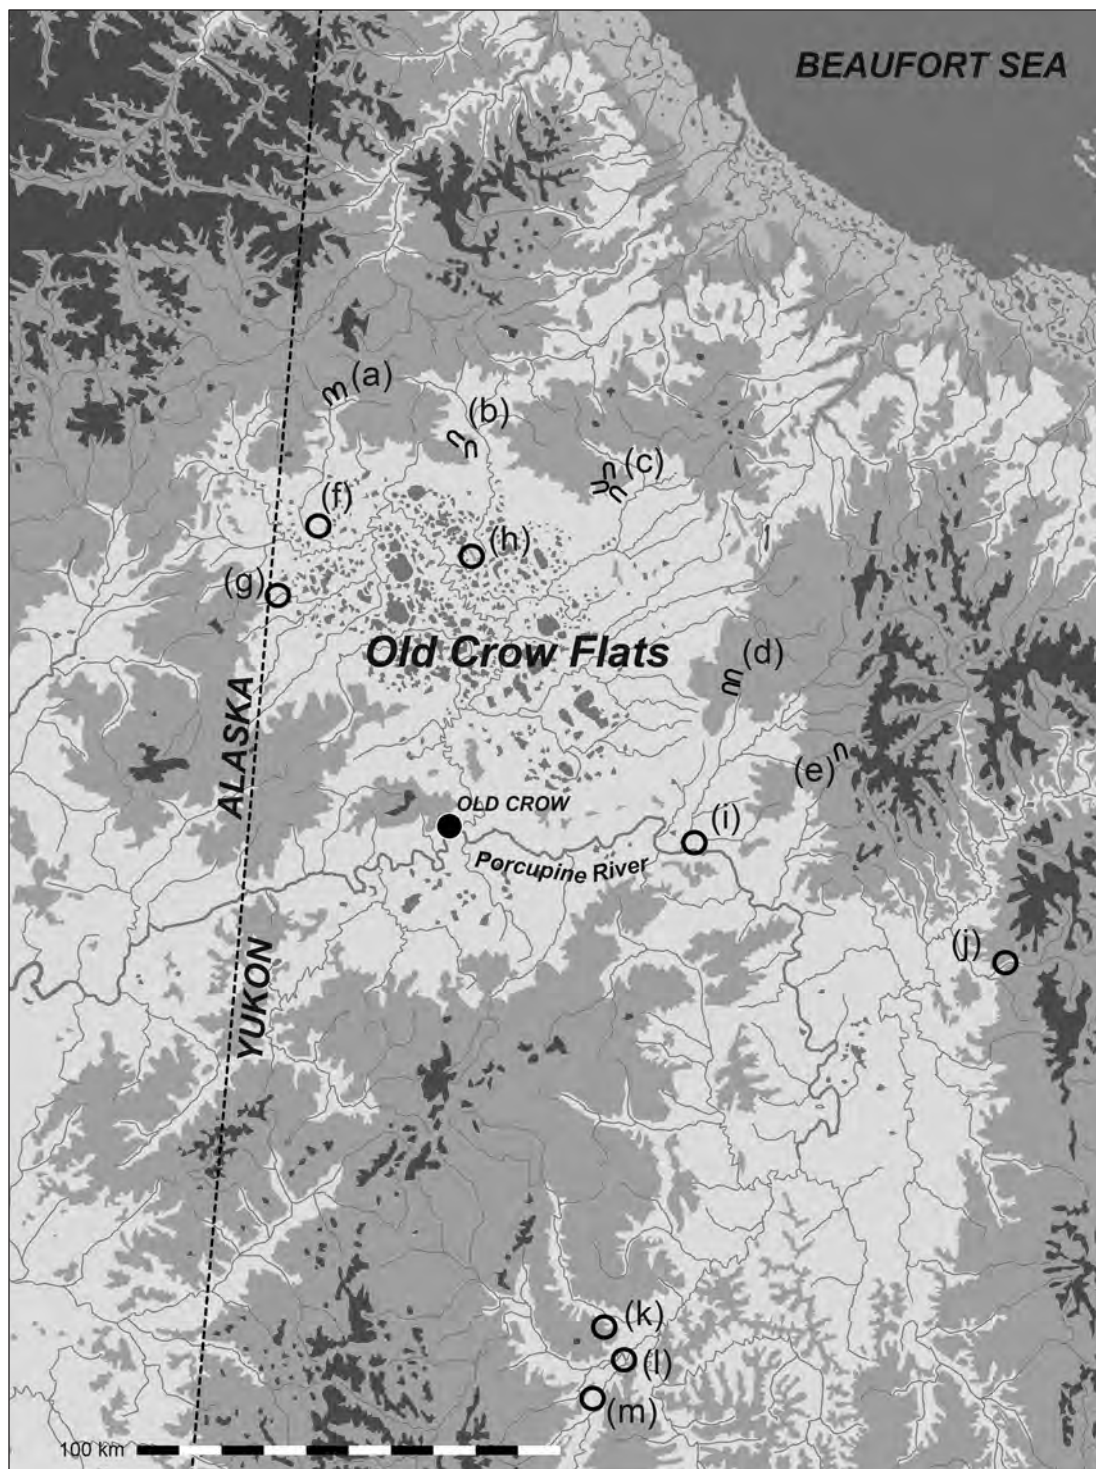 BEAUFORT SEA
(a)
(b)
(c)
(f)
(h)
(g)
Old Crow Flats
(d)
ALASKA
(e)
OLD CROW
(i)
Porcupine River
(j)
YUKON
(k)
(l)
(m)
100 km